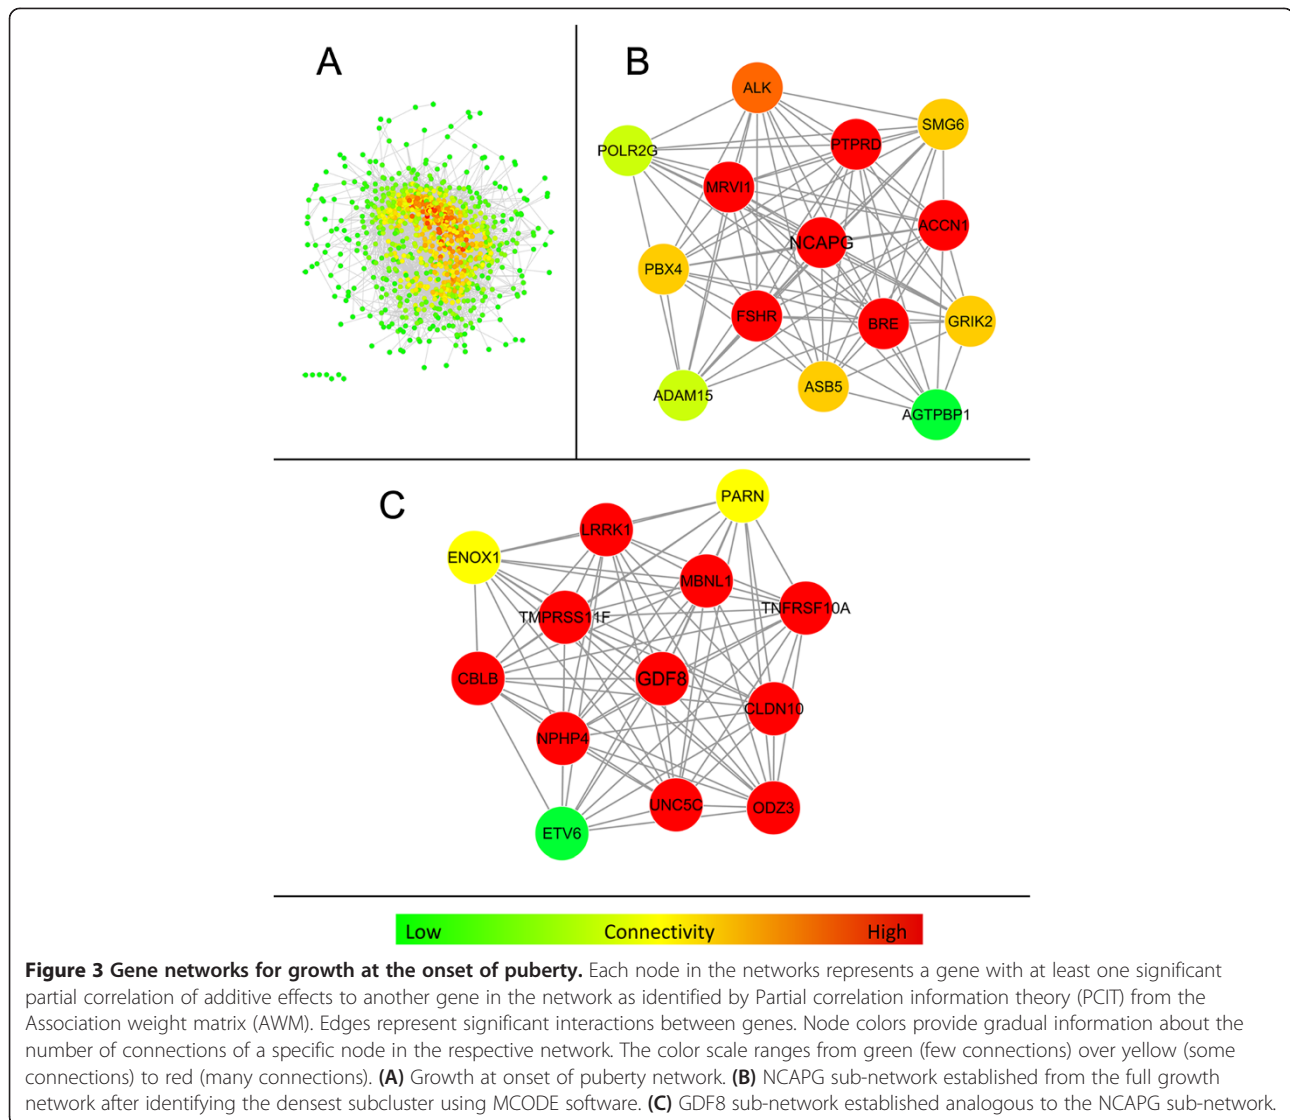 A
B
ALK
SMG6
PTPRD
POLR2G
MRVI1
ACCN1
NCAPG
PBX4
FSHR
BRE
GRIK2
ASB5
ADAM15
AGTPBP1
C
PARN
LRRK1
ENOX1
MBNL1
TNFRSF10A
TMPRSS11F
CBLB
GDF8
CLDN10
NPHP4
UNC5C
ODZ3
ETV6
Low Connectivity High
Figure 3 Gene networks for growth at the onset of puberty. Each node in the networks represents a gene with at least one significant
partial correlation of additive effects to another gene in the network as identified by Partial correlation information theory (PCIT) from the
Association weight matrix (AWM). Edges represent significant interactions between genes. Node colors provide gradual information about the
number of connections of a specific node in the respective network. The color scale ranges from green (few connections) over yellow (some
connections) to red (many connections). (A) Growth at onset of puberty network. (B) NCAPG sub-network established from the full growth
network after identifying the densest subcluster using MCODE software. (C) GDF8 sub-network established analogous to the NCAPG sub-network.